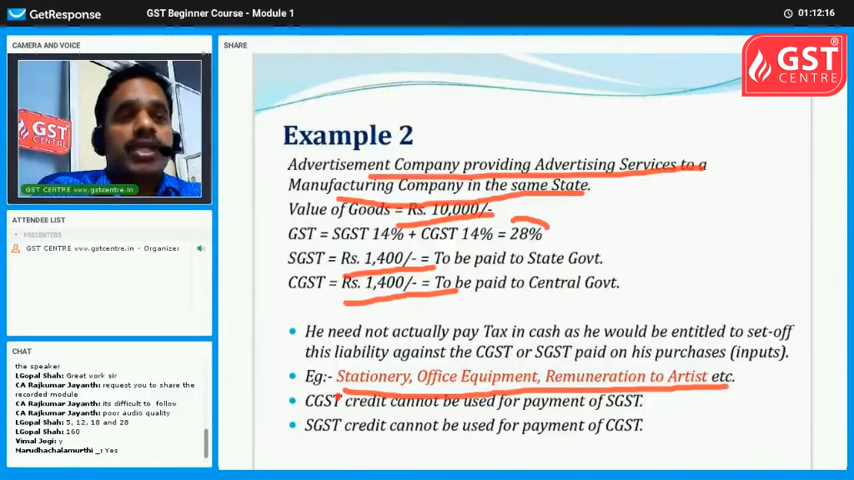 GetResponse
GST Beginner Course - Module 1
01:12:16
CAMERA AND VOICE
GST
GST CENTRE www.gstcentre.in
SHARE
GST
CENTRE
®
Example 2
Advertisement Company providing Advertising Services to a
Manufacturing Company in the same State.
Value of Goods = Rs. 10,000/-
GST = SGST 14% + CGST 14% = 28%
SGST = Rs. 1,400/- = To be paid to State Govt.
CGST = Rs. 1,400/- = To be paid to Central Govt.
• He need not actually pay Tax in cash as he would be entitled to set-off
this liability against the CGST or SGST paid on his purchases (inputs).
• Eg:- Stationery, Office Equipment, Remuneration to Artist etc.
• CGST credit cannot be used for payment of SGST.
• SGST credit cannot be used for payment of CGST.
ATTENDEE LIST
PRESENTERS
GST CENTRE www.gstcentre.in - Organizer
CHAT
the speaker
LGopal Shah: Great work sir
CA Rajkumar Jayanth: request you to share the
recorded module
CA Rajkumar Jayanth: its difficult to follow
CA Rajkumar Jayanth: poor audio quality
LGopal Shah: 5, 12, 18 and 28
LGopal Shah: 160
Vimal Jogi: y
Marudhachalamurthi _: Yes